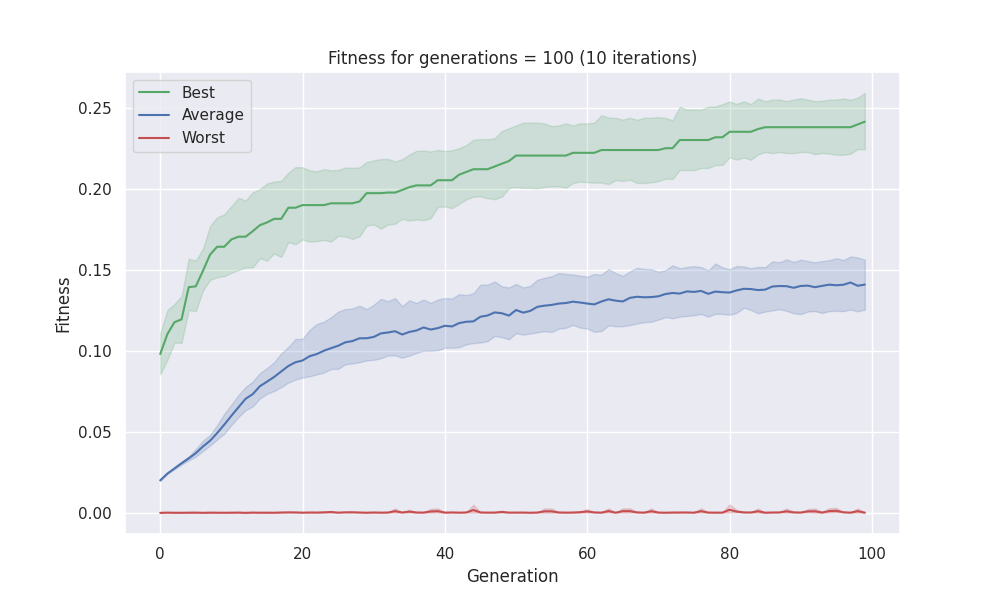 Fitness for generations = 100 (10 iterations)
Best
Average
Worst
Fitness
0.25
0.20
0.15
0.10
0.05
0.00
0 20 40 60 80 100
Generation